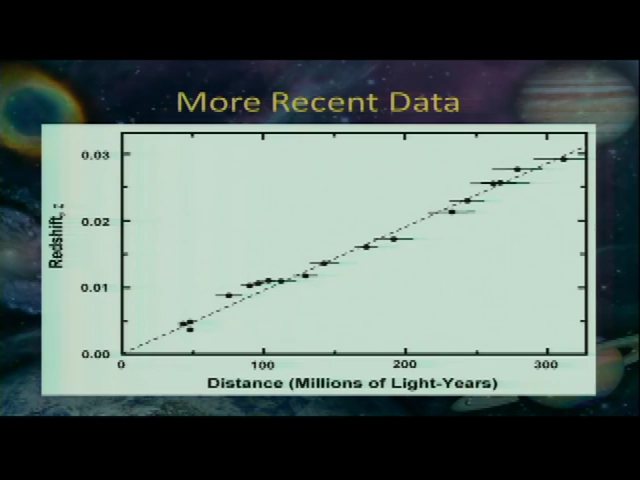 More Recent Data
Redshift, z
0.03
0.02
0.01
0.00
0 100 200 300
Distance (Millions of Light-Years)